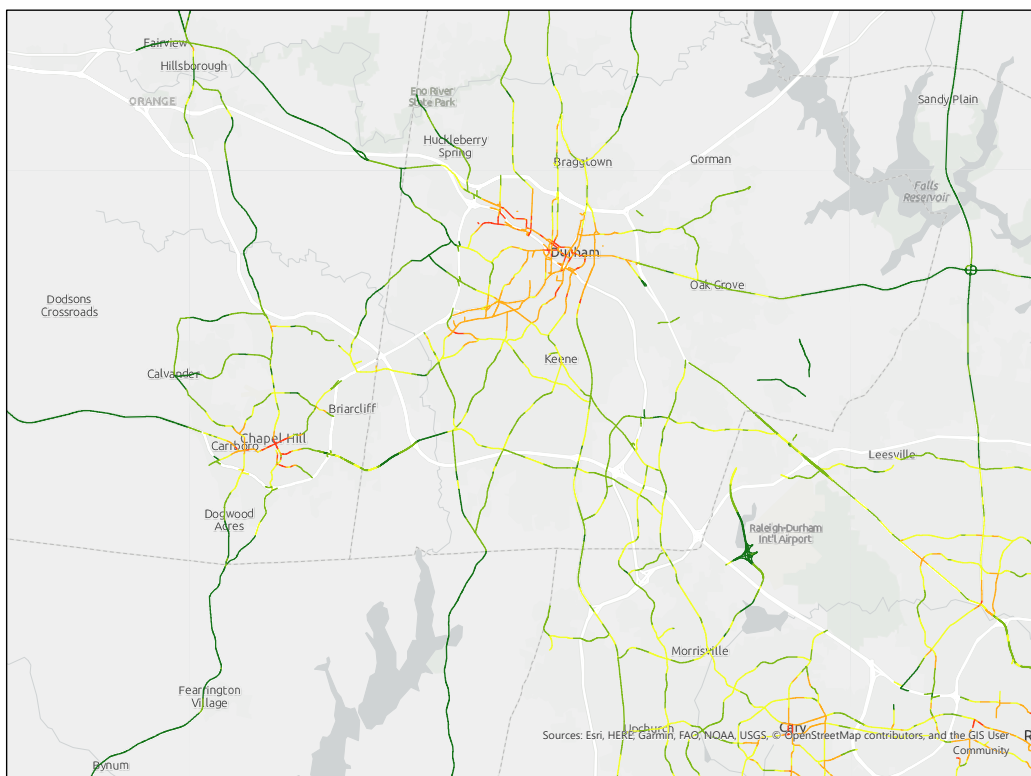 Fairview
Hillsborough
ORANGE
Eno River
State Park
Huckleberry
Spring
Braggtown
Gorman
Sandy Plain
Falls
Reservoir
Durham
Oak Grove
Dodsons
Crossroads
Keene
Calvander
Briarcliff
Chapel Hill
Carrboro
Leesville
Dogwood
Acres
Raleigh-Durham
Int'l Airport
Morrisville
Fearrington
Village
Upchurch
Cary
R
Sources: Esri, HERE, Garmin, FAO, NOAA, USGS, © OpenStreetMap contributors, and the GIS User
Community
Bynum